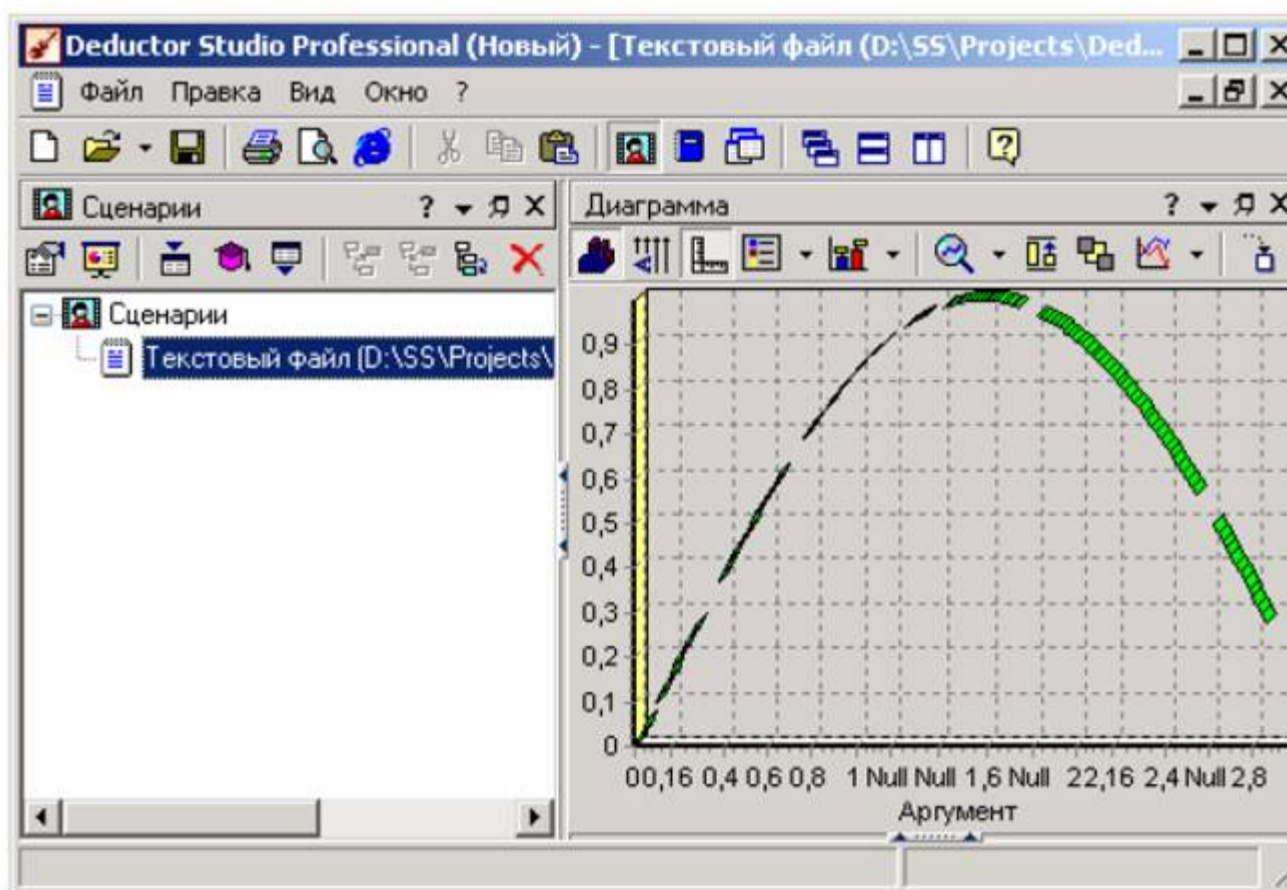 Deductor Studio Professional (Новый) - [Текстовый файл (D:\SS\Projects\Ded...
Файл Правка Вид Окно ?
Сценарии ?
Диаграмма ?
Сценарии
Текстовый файл (D:\SS\Projects\
0,9
0,8
0,7
0,6
0,5
0,4
0,3
0,2
0,1
0
00,16 0,4 0,6 0,8 1 Null Null 1,6 Null 22,16 2,4 Null 2,8
Аргумент